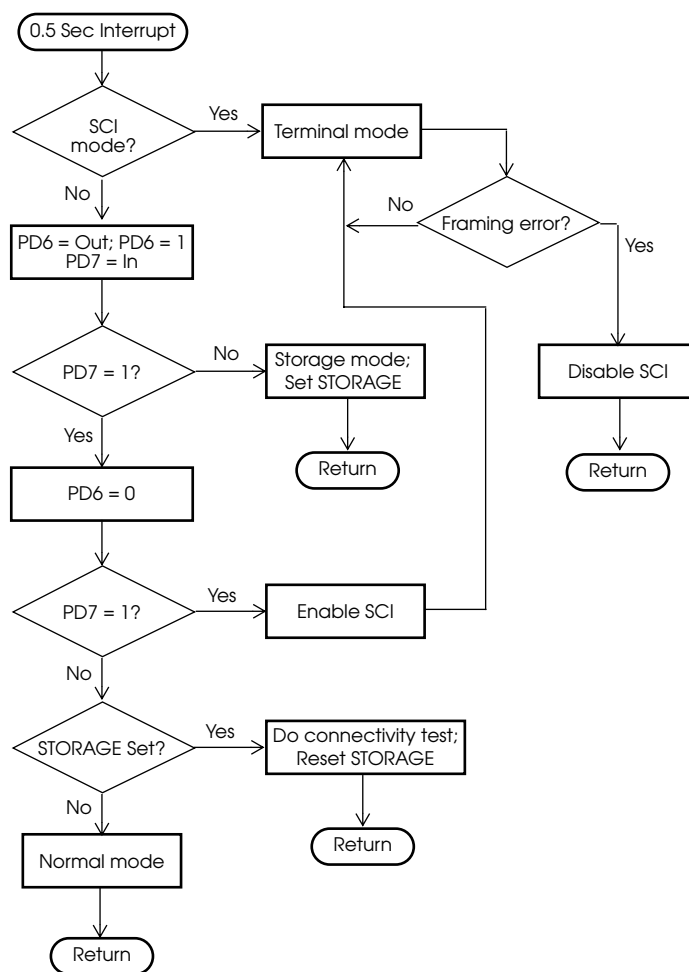 0.5 Sec Interrupt
SCI
mode?
Yes
Terminal mode
No
Framing error?
No
Yes
PD6 = Out; PD6 = 1
PD7 = In
PD7 = 1?
No
Storage mode;
Set STORAGE
Disable SCI
Yes
Return
Return
PD6 = 0
PD7 = 1?
Yes
Enable SCI
No
STORAGE Set?
Yes
Do connectivity test;
Reset STORAGE
No
Return
Normal mode
Return